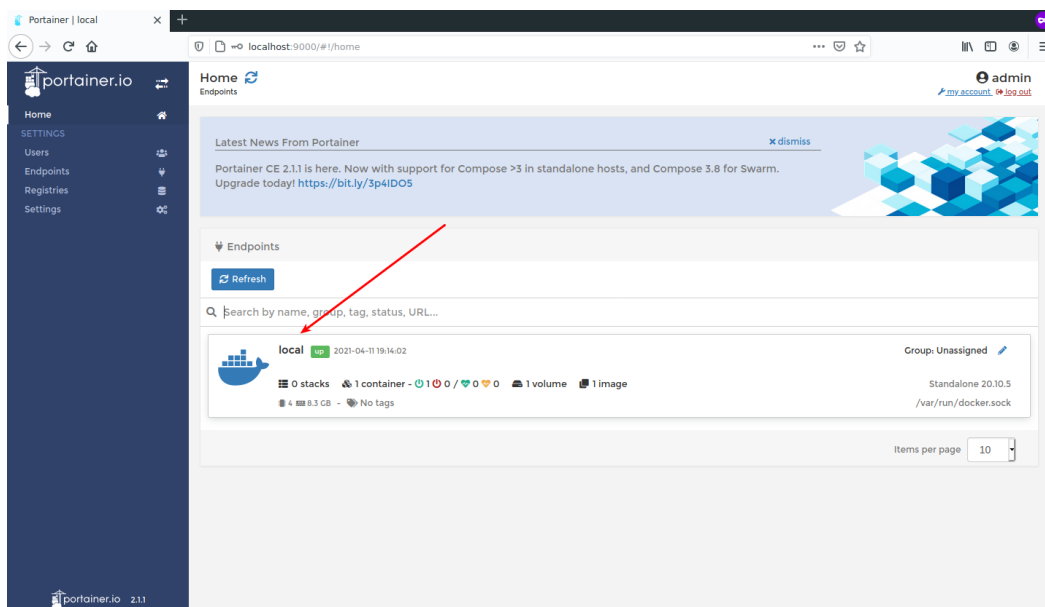 Portainer | local
localhost:9000/#!/home
portainer.io
Home
SETTINGS
Users
Endpoints
Registries
Settings
portainer.io 2.1.1
Home
Endpoints
admin
my account log out
Latest News From Portainer
dismiss
Portainer CE 2.1.1 is here. Now with support for Compose >3 in standalone hosts, and Compose 3.8 for Swarm.
Upgrade today! https://bit.ly/3p4IDO5
Endpoints
Refresh
Search by name, group, tag, status, URL...
local up 2021-04-11 19:14:02
Group: Unassigned
0 stacks 1 container - 1 0 / 0 0 1 volume 1 image
Standalone 20.10.5
4 8.3 GB - No tags
/var/run/docker.sock
Items per page 10